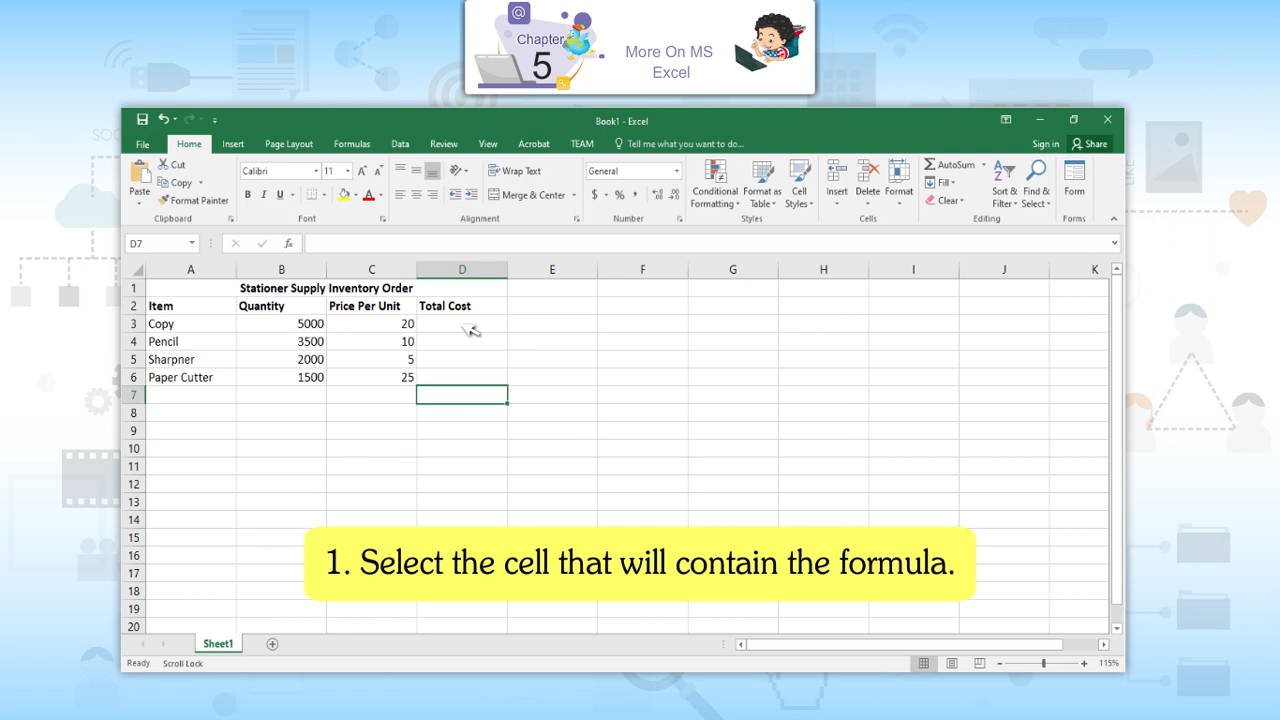 @
Chapter
5
More On MS
Excel
Book1 - Excel
File Home Insert Page Layout Formulas Data Review View Acrobat TEAM Tell me what you want to do... Sign in Share
Paste
Cut
Copy
Format Painter
Clipboard
Calibri 11
B I U
Font
Wrap Text
Merge & Center
Alignment
General
$ % ,
Number
Conditional
Formatting
Format as
Table
Cell
Styles
Styles
Insert Delete Format
Cells
AutoSum
Fill
Clear
Sort &
Filter
Find &
Select
Editing
Form
Forms
D7 fx
A B C D E F G H I J K
1 Stationer Supply Inventory Order
2 Item Quantity Price Per Unit Total Cost
3 Copy 5000 20
4 Pencil 3500 10
5 Sharpner 2000 5
6 Paper Cutter 1500 25
7
8
9
10
11
12
13
14
15
16
17
18
19
20
1. Select the cell that will contain the formula.
Sheet1
Ready Scroll Lock 115%